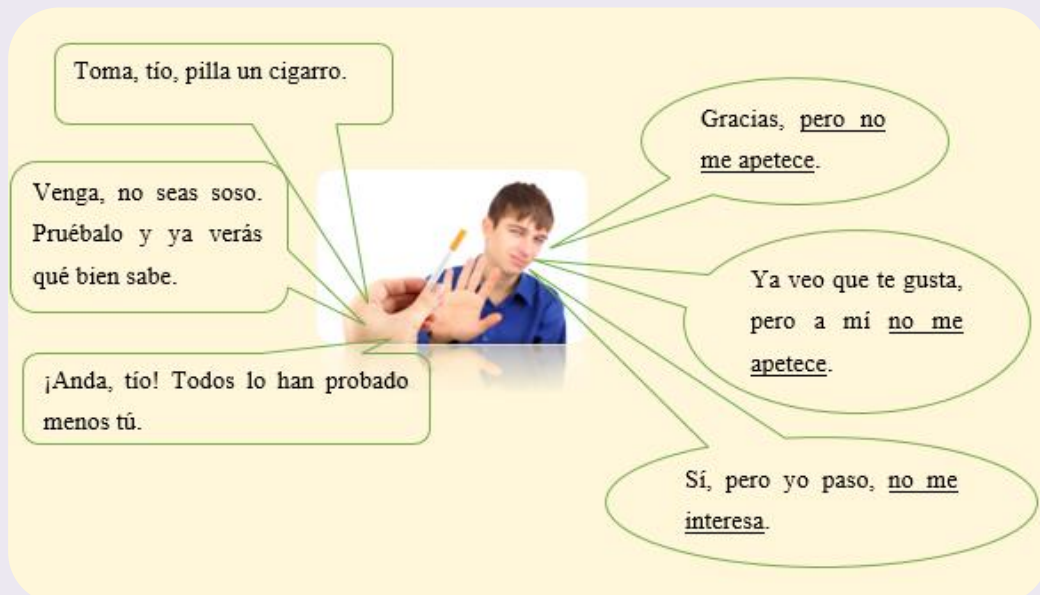 Toma, tío, pilla un cigarro.
Gracias, pero no
me apetece.
Venga, no seas soso.
Pruébalo y ya verás
qué bien sabe.
Ya veo que te gusta,
pero a mí no me
apetece.
¡Anda, tío! Todos lo han probado
menos tú.
Sí, pero yo paso, no me
interesa.